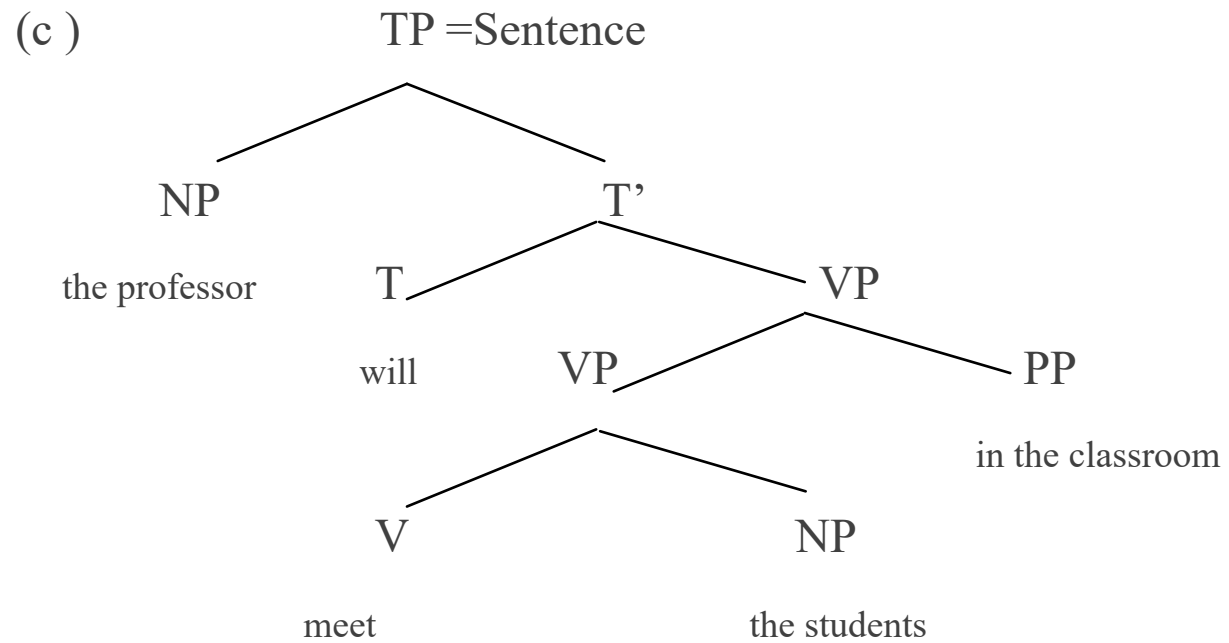 (c ) TP =Sentence
NP T’
the professor T VP
will VP PP
in the classroom
V NP
meet the students